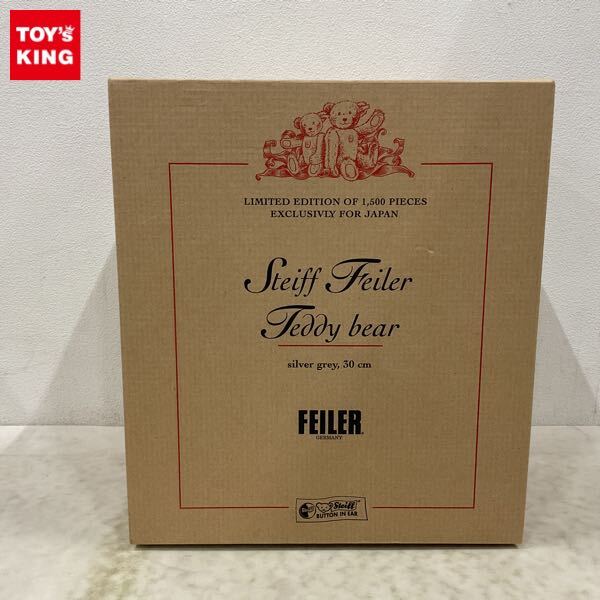 TOY's
KING
LIMITED EDITION OF 1,500 PIECES
EXCLUSIVLY FOR JAPAN
Steiff Feiler
Teddy bear
silver grey, 30 cm
FEILER
GERMANY
Steiff
BUTTON IN EAR